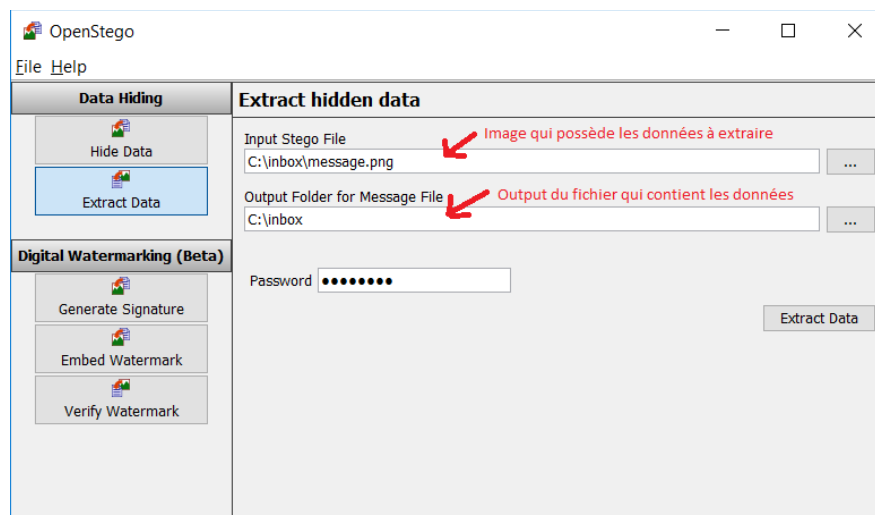 OpenStego
File Help
Data Hiding
Hide Data
Extract Data
Digital Watermarking (Beta)
Generate Signature
Embed Watermark
Verify Watermark
Extract hidden data
Input Stego File
Image qui possède les données à extraire
C:\inbox\message.png
...
Output Folder for Message File
Output du fichier qui contient les données
C:\inbox
...
Password ●●●●●●●●
Extract Data